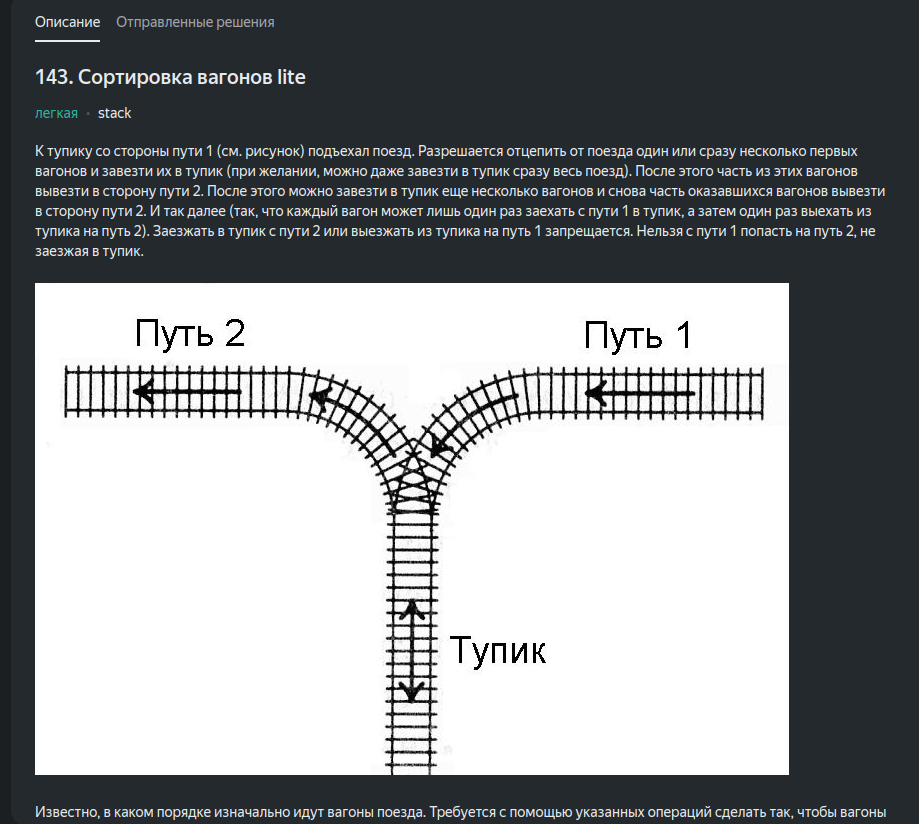 Описание Отправленные решения
143. Сортировка вагонов lite
легкая · stack
К тупику со стороны пути 1 (см. рисунок) подъехал поезд. Разрешается отцепить от поезда один или сразу несколько первых
вагонов и завезти их в тупик (при желании, можно даже завезти в тупик сразу весь поезд). После этого часть из этих вагонов
вывезти в сторону пути 2. После этого можно завезти в тупик еще несколько вагонов и снова часть оказавшихся вагонов вывезти
в сторону пути 2. И так далее (так, что каждый вагон может лишь один раз заехать с пути 1 в тупик, а затем один раз выехать из
тупика на путь 2). Заезжать в тупик с пути 2 или выезжать из тупика на путь 1 запрещается. Нельзя с пути 1 попасть на путь 2, не
заезжая в тупик.
Путь 2 Путь 1
Тупик
Известно, в каком порядке изначально идут вагоны поезда. Требуется с помощью указанных операций сделать так, чтобы вагоны